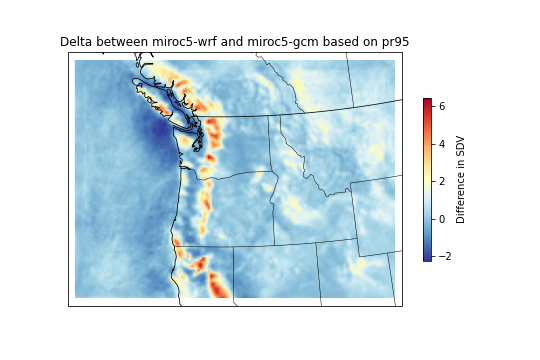 Delta between miroc5-wrf and miroc5-gcm based on pr95
6
4
2
0
−2
Difference in SDV